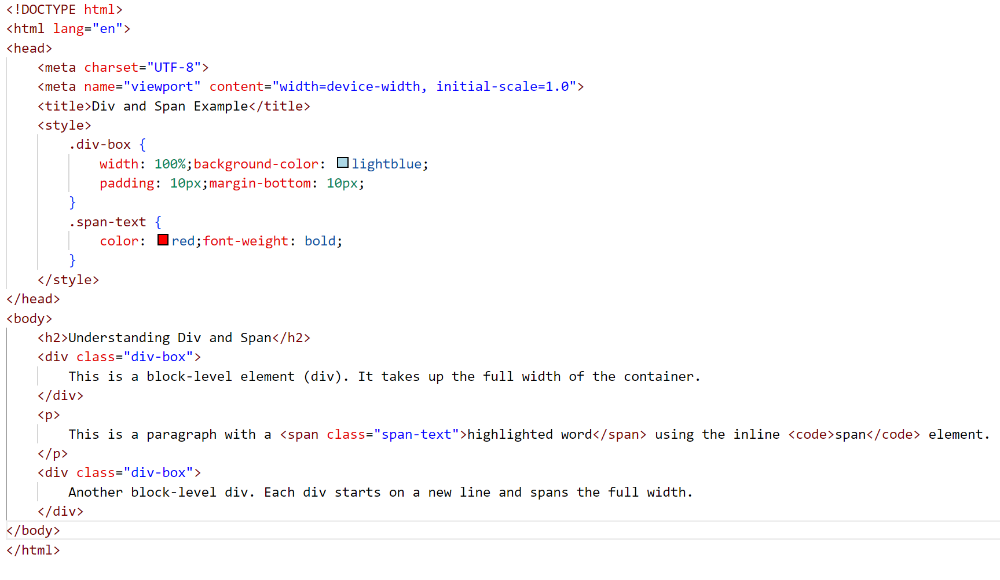 <!DOCTYPE html>
<html lang="en">
<head>
    <meta charset="UTF-8">
    <meta name="viewport" content="width=device-width, initial-scale=1.0">
    <title>Div and Span Example</title>
    <style>
        .div-box {
            width: 100%;background-color: lightblue;
            padding: 10px;margin-bottom: 10px;
        }
        .span-text {
            color: red;font-weight: bold;
        }
    </style>
</head>
<body>
    <h2>Understanding Div and Span</h2>
    <div class="div-box">
        This is a block-level element (div). It takes up the full width of the container.
    </div>
    <p>
        This is a paragraph with a <span class="span-text">highlighted word</span> using the inline <code>span</code> element.
    </p>
    <div class="div-box">
        Another block-level div. Each div starts on a new line and spans the full width.
    </div>
</body>
</html>